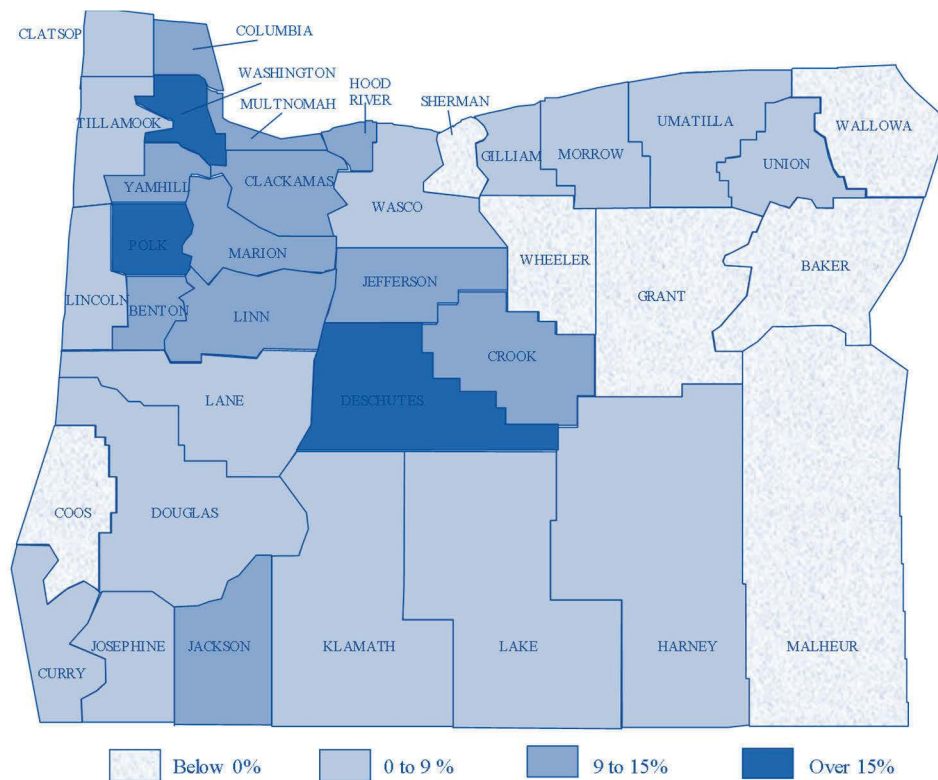 CLATSOP
COLUMBIA
WASHINGTON
MULTNOMAH
HOOD
RIVER
SHERMAN
TILLAMOOK
UMATILLA
WALLOWA
GILLIAM
MORROW
UNION
YAMHILL
CLACKAMAS
WASCO
POLK
MARION
WHEELER
BAKER
JEFFERSON
GRANT
LINCOLN
BENTON
LINN
CROOK
LANE
DESCHUTES
COOS
DOUGLAS
JOSEPHINE
JACKSON
KLAMATH
LAKE
HARNEY
MALHEUR
CURRY
Below 0%
0 to 9 %
9 to 15%
Over 15%